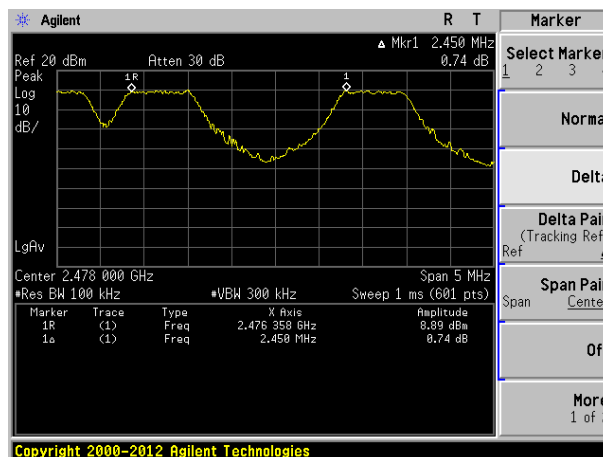 Agilent R T Marker
Δ Mkr1 2.450 MHz
Ref 20 dBm Atten 30 dB 0.74 dB
Select Marker
1 2 3
Peak
Log
10
dB/
1R 1
Normal
Delta
Delta Pair
(Tracking Ref)
Ref
LgAv
Center 2.478 000 GHz Span 5 MHz
#Res BW 100 kHz #VBW 300 kHz Sweep 1 ms (601 pts)
Span Pair
Span Center
Marker Trace Type X Axis Amplitude
1R (1) Freq 2.476 358 GHz 8.89 dBm
1Δ (1) Freq 2.450 MHz 0.74 dB
Off
More
1 of
Copyright 2000-2012 Agilent Technologies